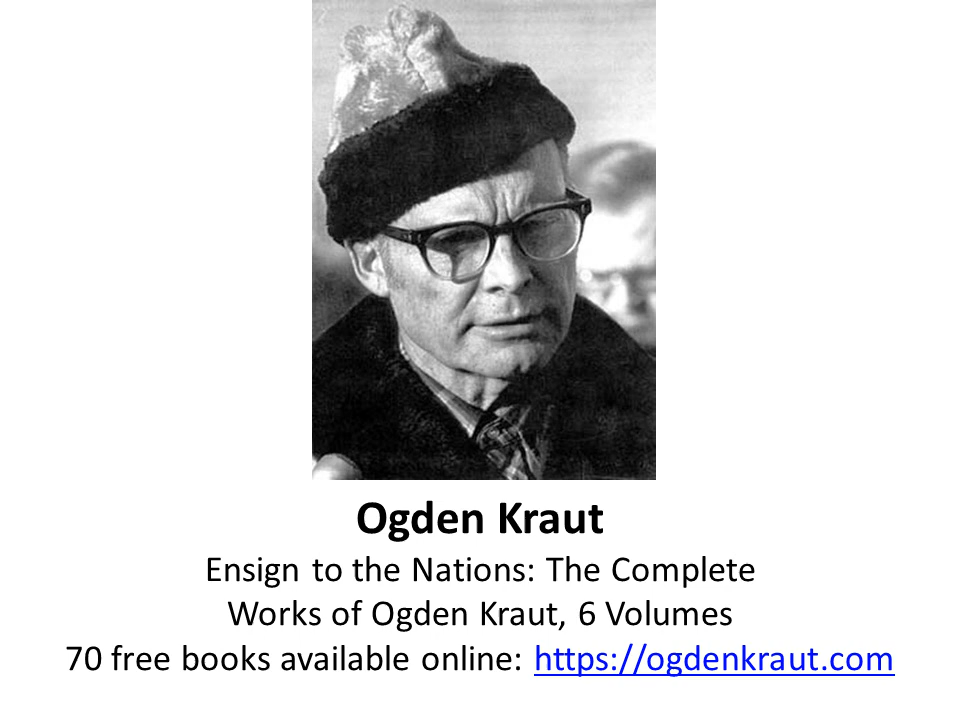 Ogden Kraut
Ensign to the Nations: The Complete
Works of Ogden Kraut, 6 Volumes
70 free books available online: https://ogdenkraut.com